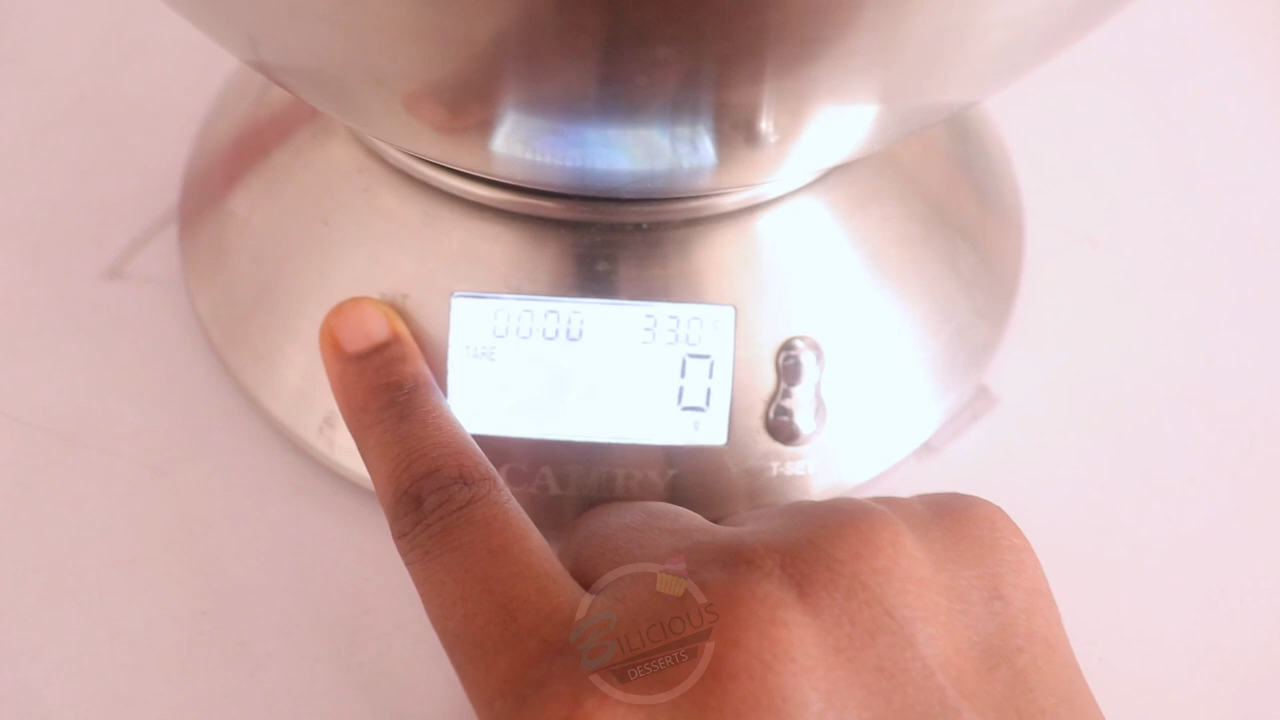 00:00 33.0°C
TARE
0
g
CAMRY
T-SET
BILICIOUS
DESSERTS